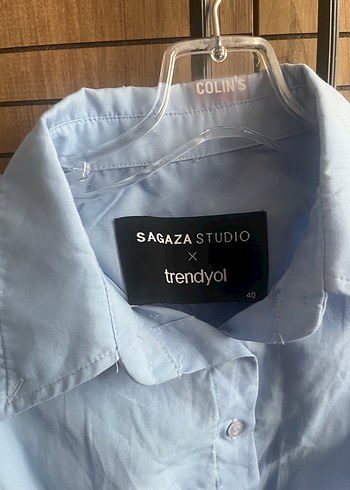 COLIN'S
SAGAZA STUDIO
×
trendyol
40